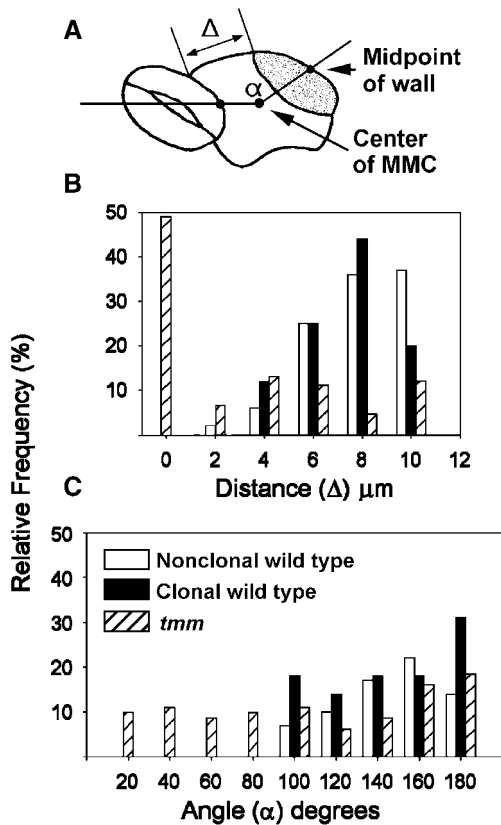 A
Δ
α
Midpoint
of wall
Center
of MMC
B
Relative Frequency (%)
50
40
30
20
10
0 2 4 6 8 10 12
Distance (Δ) µm
C
50
40
30
20
10
Nonclonal wild type
Clonal wild type
tmm
20 40 60 80 100 120 140 160 180
Angle (α) degrees